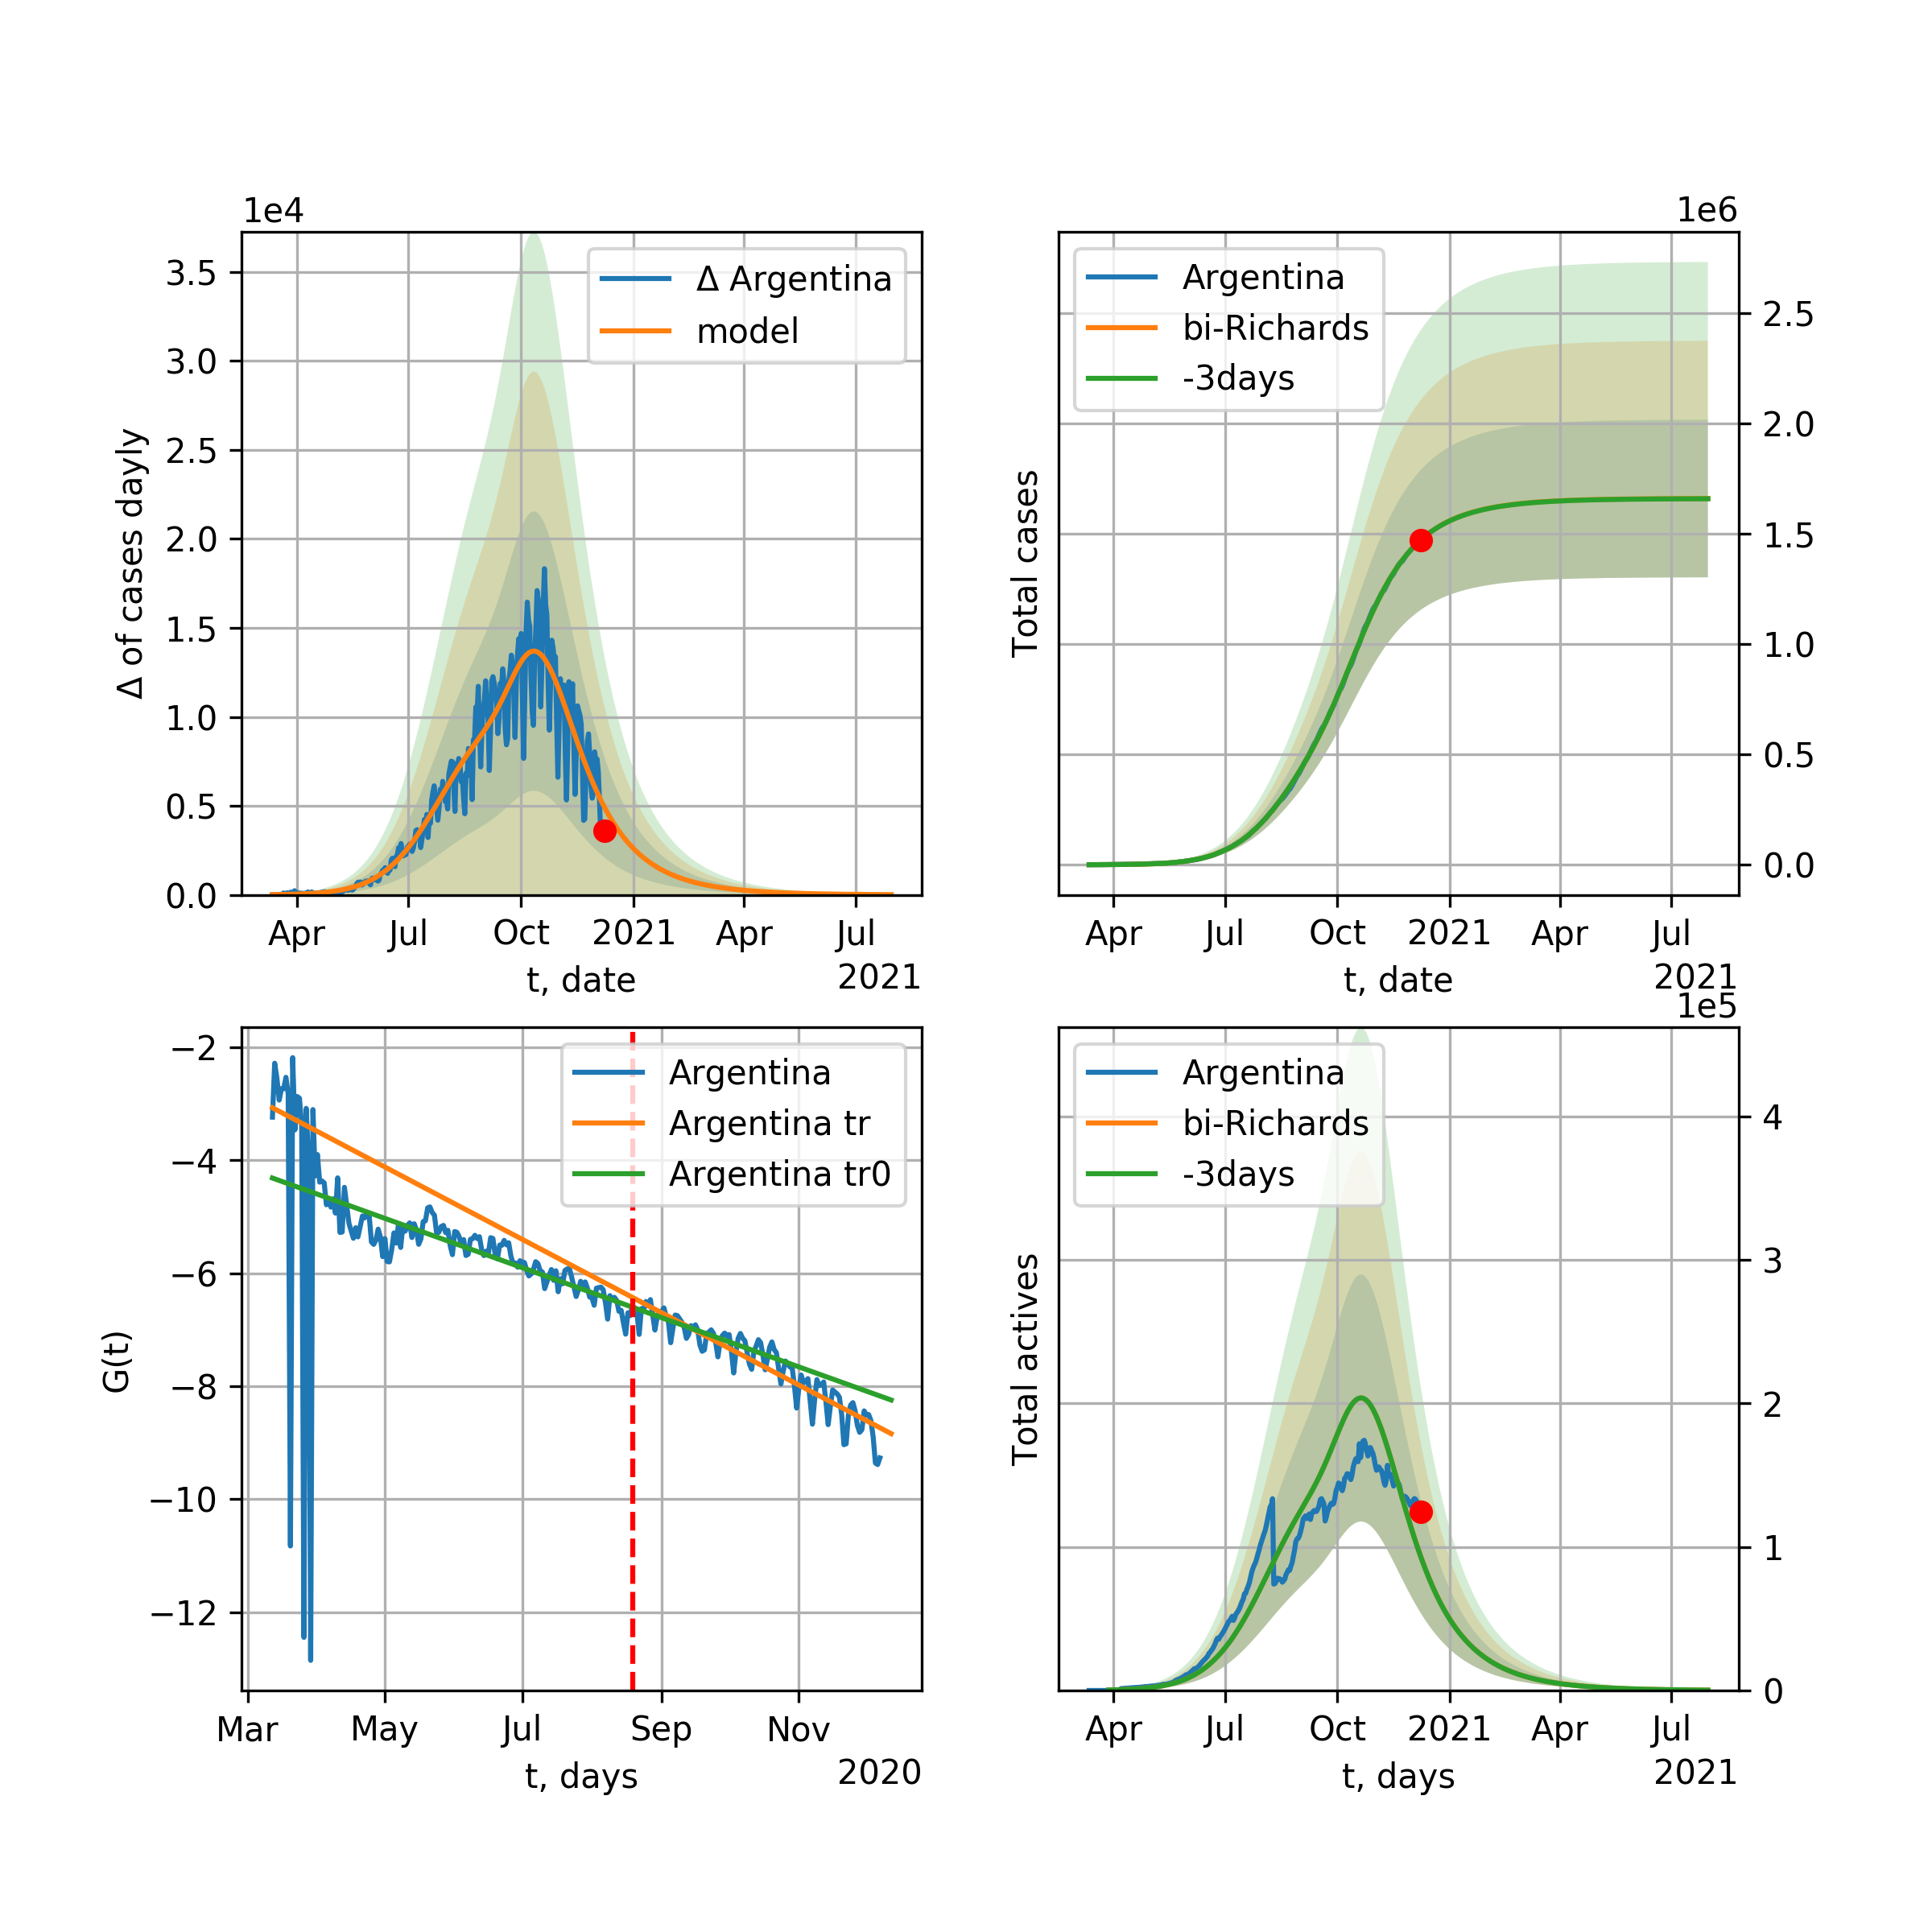 1e4
3.5
3.0
2.5
2.0
1.5
1.0
0.5
0.0
Δ of cases dayly
Δ Argentina
model
Apr Jul Oct 2021 Apr Jul
t, date
2021
1e6
Argentina
bi-Richards
-3days
Total cases
2.5
2.0
1.5
1.0
0.5
0.0
Apr Jul Oct 2021 Apr Jul
t, date
2021
−2
−4
−6
−8
−10
−12
G(t)
Argentina
Argentina tr
Argentina tr0
Mar May Jul Sep Nov
t, days
2020
1e5
Argentina
bi-Richards
-3days
Total actives
4
3
2
1
0
Apr Jul Oct 2021 Apr Jul
t, days
2021